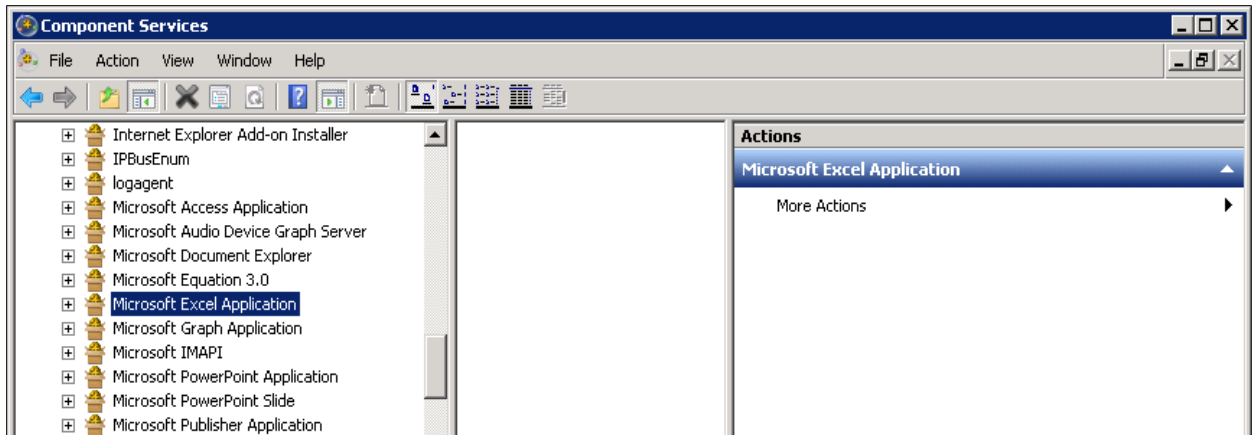 Component Services
File Action View Window Help
Internet Explorer Add-on Installer
IPBusEnum
logagent
Microsoft Access Application
Microsoft Audio Device Graph Server
Microsoft Document Explorer
Microsoft Equation 3.0
Microsoft Excel Application
Microsoft Graph Application
Microsoft IMAPI
Microsoft PowerPoint Application
Microsoft PowerPoint Slide
Microsoft Publisher Application
Actions
Microsoft Excel Application
More Actions